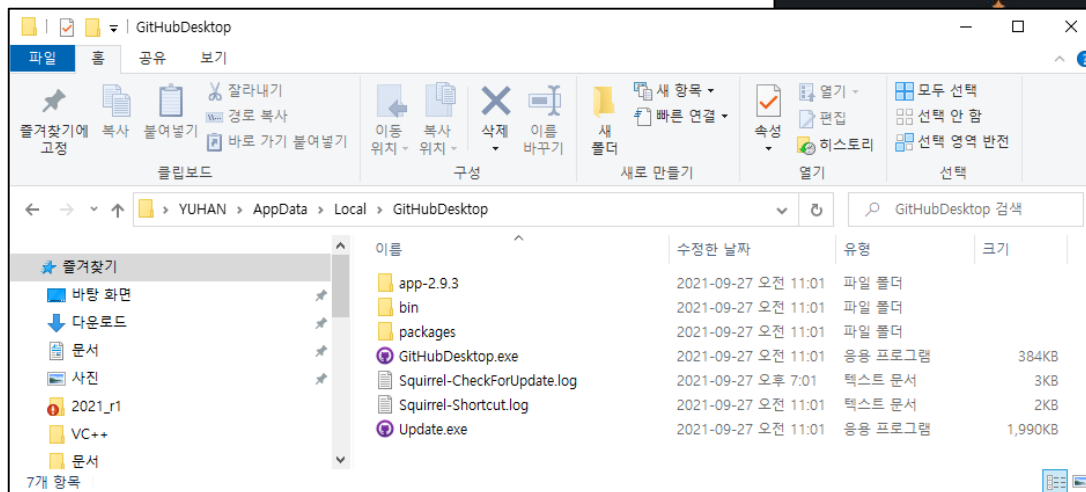 GitHubDesktop
파일 홈 공유 보기
즐겨찾기에 고정
복사
붙여넣기
잘라내기
경로 복사
바로 가기 붙여넣기
클립보드
이동 위치
복사 위치
삭제
이름 바꾸기
구성
새 폴더
새 항목
빠른 연결
새로 만들기
속성
열기
편집
히스토리
열기
모두 선택
선택 안 함
선택 영역 반전
선택
YUHAN > AppData > Local > GitHubDesktop
GitHubDesktop 검색
즐겨찾기
바탕 화면
다운로드
문서
사진
2021_r1
VC++
문서
이름 수정한 날짜 유형 크기
app-2.9.3 2021-09-27 오전 11:01 파일 폴더
bin 2021-09-27 오전 11:01 파일 폴더
packages 2021-09-27 오전 11:01 파일 폴더
GitHubDesktop.exe 2021-09-27 오전 11:01 응용 프로그램 384KB
Squirrel-CheckForUpdate.log 2021-09-27 오후 7:01 텍스트 문서 3KB
Squirrel-Shortcut.log 2021-09-27 오전 11:01 텍스트 문서 2KB
Update.exe 2021-09-27 오전 11:01 응용 프로그램 1,990KB
7개 항목